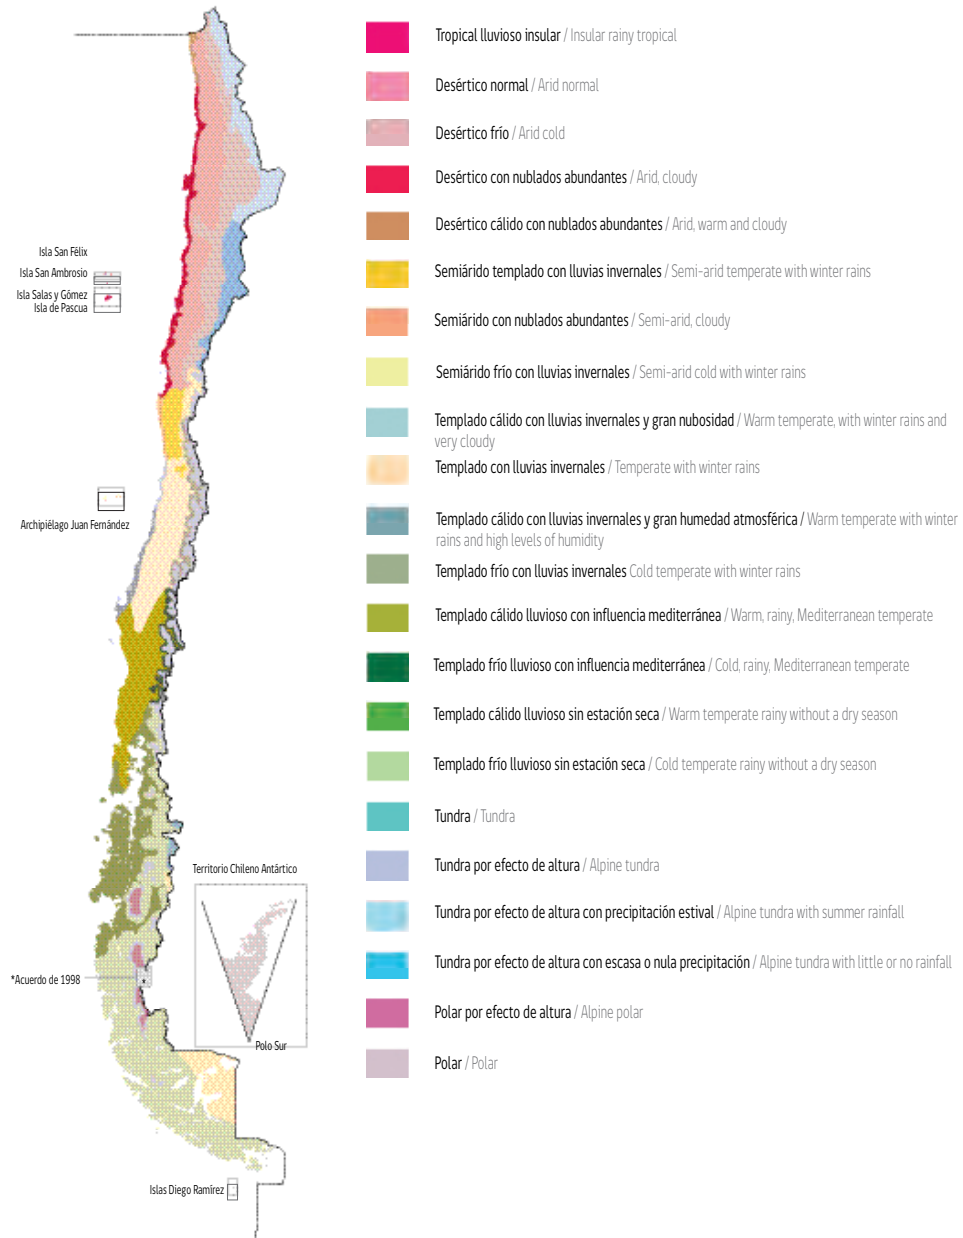 Isla San Félix
Isla San Ambrosio
Isla Salas y Gómez
Isla de Pascua
Archipiélago Juan Fernández
Territorio Chileno Antártico
Polo Sur
*Acuerdo de 1998
*
Islas Diego Ramírez
Tropical lluvioso insular / Insular rainy tropical
Desértico normal / Arid normal
Desértico frío / Arid cold
Desértico con nublados abundantes / Arid, cloudy
Desértico cálido con nublados abundantes / Arid, warm and cloudy
Semiárido templado con lluvias invernales / Semi-arid temperate with winter rains
Semiárido con nublados abundantes / Semi-arid, cloudy
Semiárido frío con lluvias invernales / Semi-arid cold with winter rains
Templado cálido con lluvias invernales y gran nubosidad / Warm temperate, with winter rains and
very cloudy
Templado con lluvias invernales / Temperate with winter rains
Templado cálido con lluvias invernales y gran humedad atmosférica / Warm temperate with winter
rains and high levels of humidity
Templado frío con lluvias invernales Cold temperate with winter rains
Templado cálido lluvioso con influencia mediterránea / Warm, rainy, Mediterranean temperate
Templado frío lluvioso con influencia mediterránea / Cold, rainy, Mediterranean temperate
Templado cálido lluvioso sin estación seca / Warm temperate rainy without a dry season
Templado frío lluvioso sin estación seca / Cold temperate rainy without a dry season
Tundra / Tundra
Tundra por efecto de altura / Alpine tundra
Tundra por efecto de altura con precipitación estival / Alpine tundra with summer rainfall
Tundra por efecto de altura con escasa o nula precipitación / Alpine tundra with little or no rainfall
Polar por efecto de altura / Alpine polar
Polar / Polar